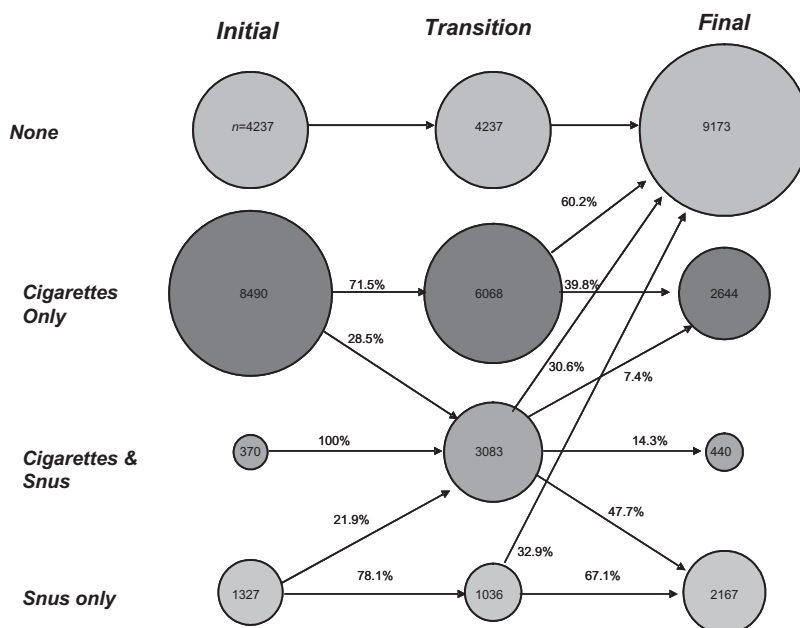 Initial Transition Final
None
n=4237 4237 9173
60.2%
Cigarettes
Only
8490 71.5% 6068 39.8% 2644
28.5%
30.6%
7.4%
Cigarettes &
Snus
370 100% 3083 14.3% 440
21.9%
47.7%
32.9%
Snus only
1327 78.1% 1036 67.1% 2167